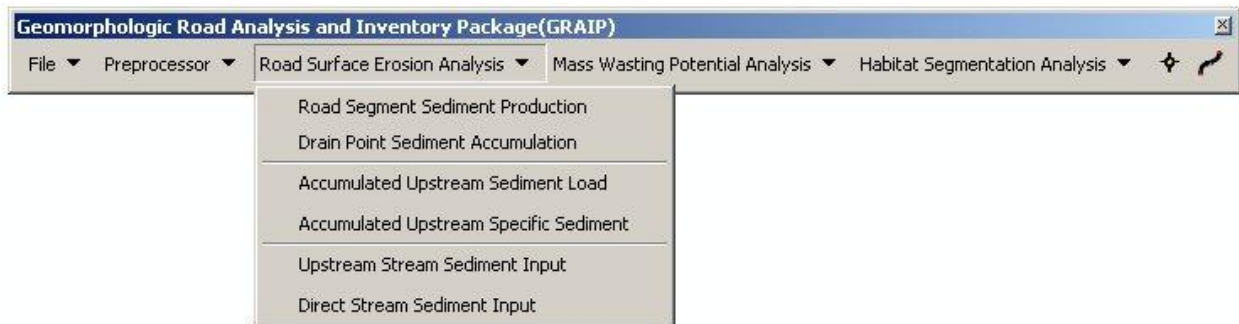 Geomorphologic Road Analysis and Inventory Package(GRAIP)
File Preprocessor Road Surface Erosion Analysis Mass Wasting Potential Analysis Habitat Segmentation Analysis
Road Segment Sediment Production
Drain Point Sediment Accumulation
Accumulated Upstream Sediment Load
Accumulated Upstream Specific Sediment
Upstream Stream Sediment Input
Direct Stream Sediment Input